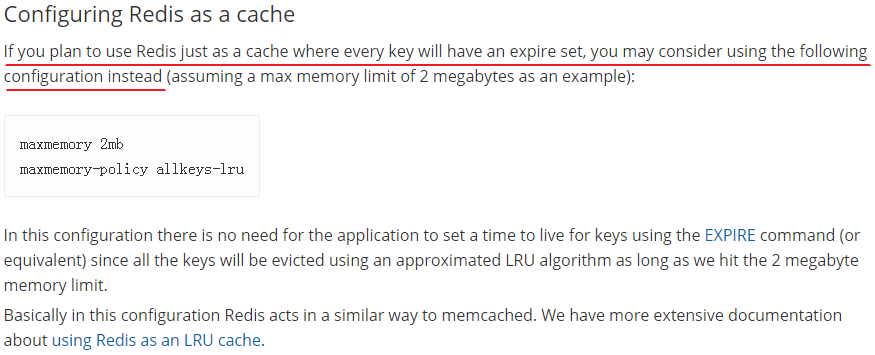 Configuring Redis as a cache
If you plan to use Redis just as a cache where every key will have an expire set, you may consider using the following
configuration instead (assuming a max memory limit of 2 megabytes as an example):
maxmemory 2mb
maxmemory-policy allkeys-lru
In this configuration there is no need for the application to set a time to live for keys using the EXPIRE command (or
equivalent) since all the keys will be evicted using an approximated LRU algorithm as long as we hit the 2 megabyte
memory limit.
Basically in this configuration Redis acts in a similar way to memcached. We have more extensive documentation
about using Redis as an LRU cache.